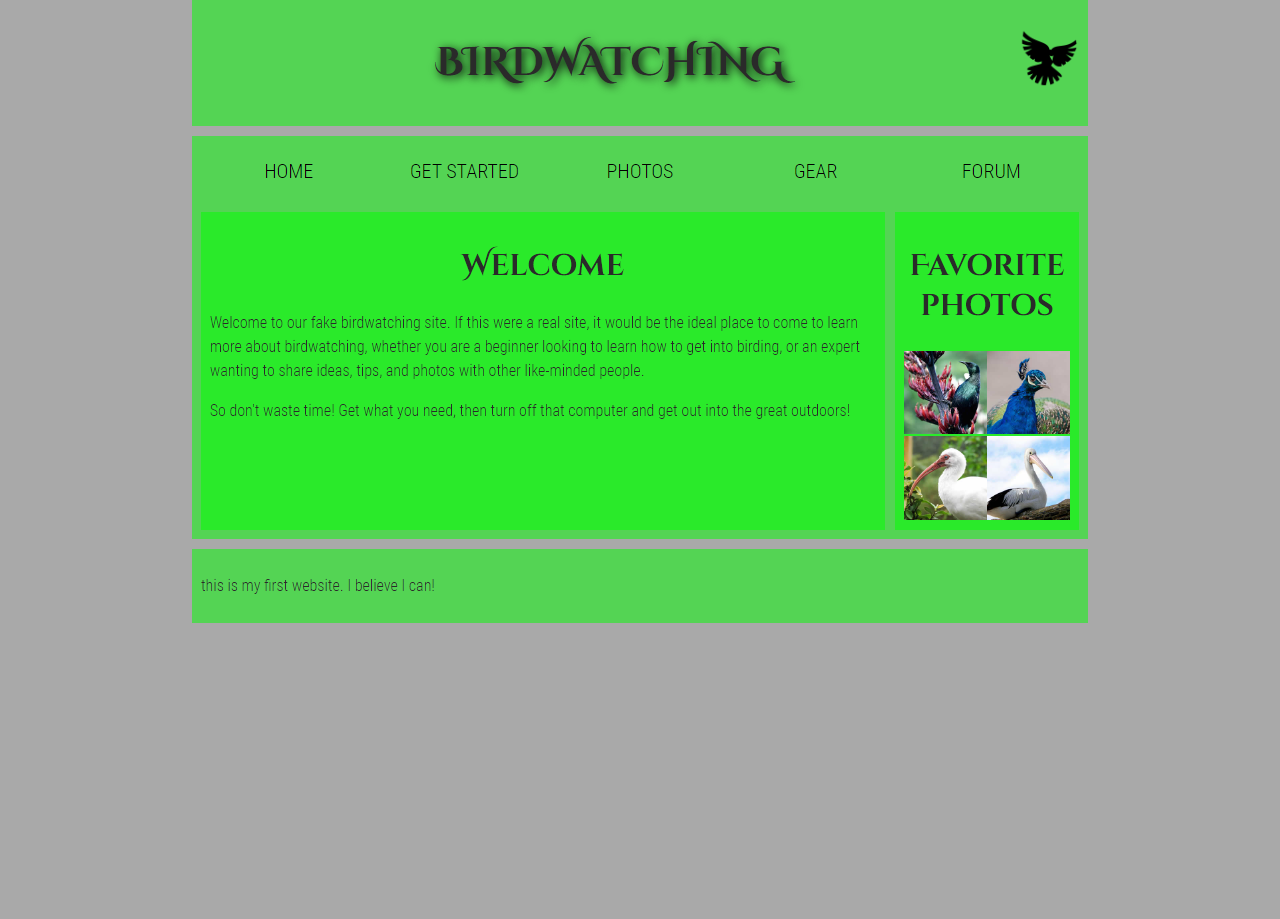 BIRDWATCHING
HOME
GET STARTED
PHOTOS
GEAR
FORUM
Welcome
Welcome to our fake birdwatching site. If this were a real site, it would be the ideal place to come to learn
more about birdwatching, whether you are a beginner looking to learn how to get into birding, or an expert
wanting to share ideas, tips, and photos with other like-minded people.
So don't waste time! Get what you need, then turn off that computer and get out into the great outdoors!
Favorite
photos
this is my first website. I believe I can!